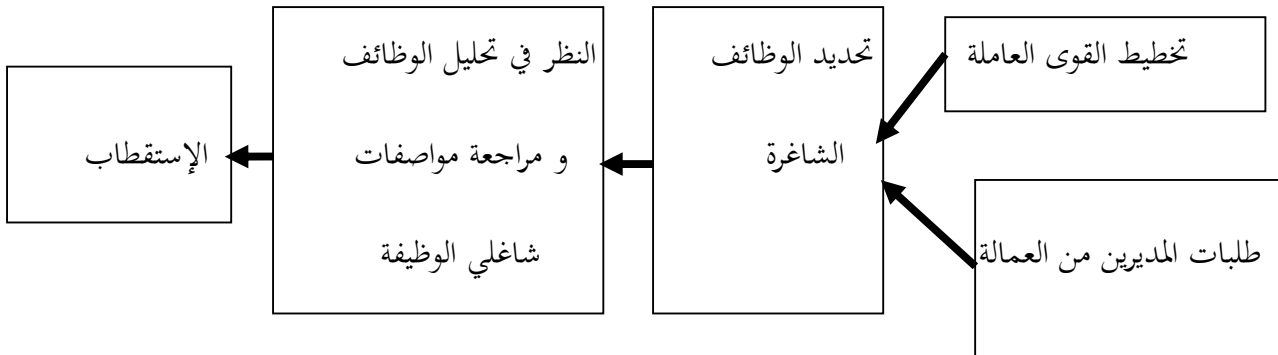 تخطيط القوى العاملة
طلبات المديرين من العمالة
تحديد الوظائف
الشاغرة
النظر في تحليل الوظائف
و مراجعة مواصفات
شاغلي الوظيفة
الإستقطاب